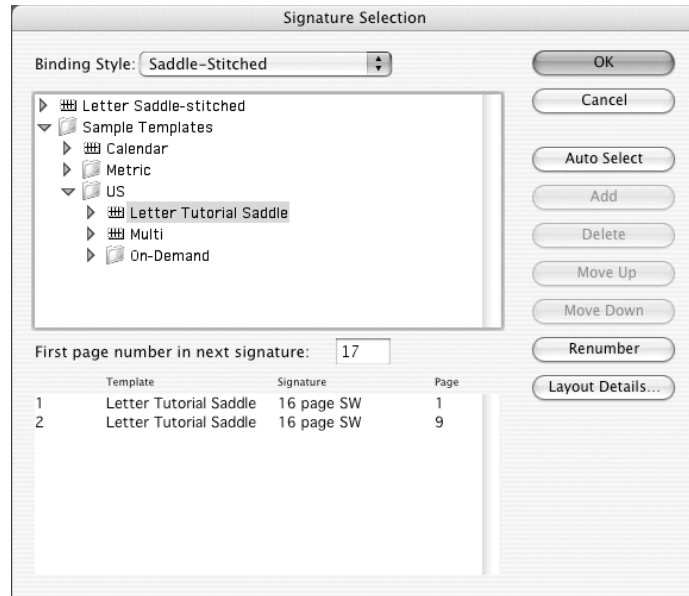 Signature Selection
Binding Style: Saddle-Stitched
OK
Cancel
Letter Saddle-stitched
Sample Templates
Calendar
Metric
US
Letter Tutorial Saddle
Multi
On-Demand
Auto Select
Add
Delete
Move Up
Move Down
First page number in next signature: 17
Renumber
Layout Details...
Template Signature Page
1 Letter Tutorial Saddle 16 page SW 1
2 Letter Tutorial Saddle 16 page SW 9